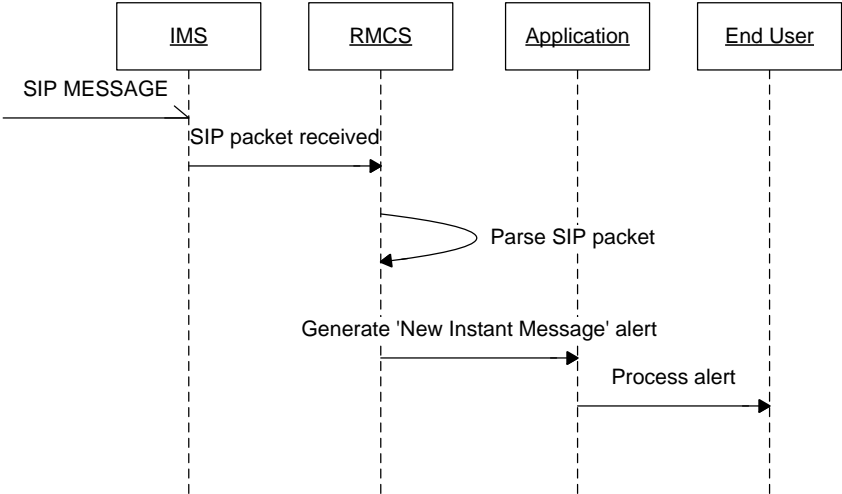 IMS
RMCS
Application
End User
SIP MESSAGE
SIP packet received
Parse SIP packet
Generate 'New Instant Message' alert
Process alert